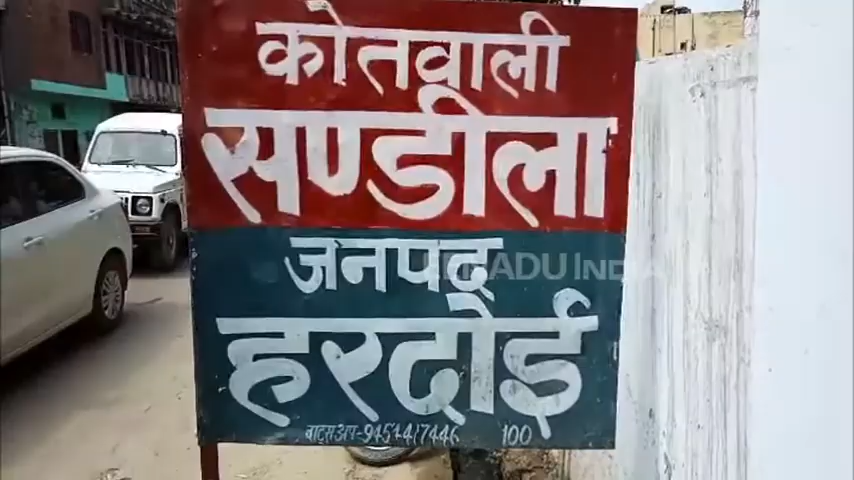 कोतवाली
सण्डीला
जनपद
हरदोई
वाट्सअप-9454417446 100